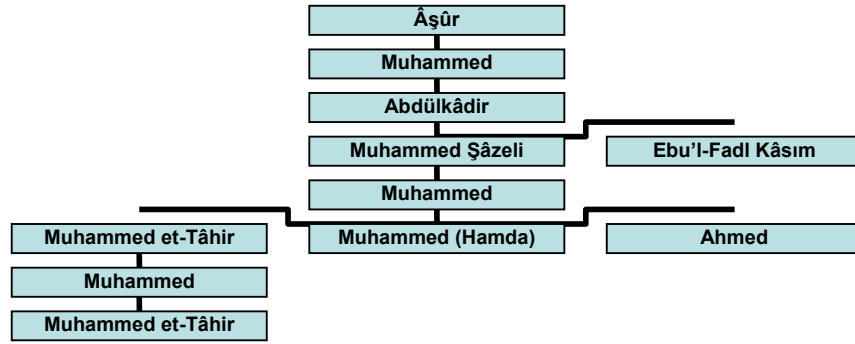 Âşûr
Muhammed
Abdülkâdir
Muhammed Şâzeli
Ebu’l-Fadl Kâsım
Muhammed
Muhammed et-Tâhir
Muhammed (Hamda)
Ahmed
Muhammed
Muhammed et-Tâhir